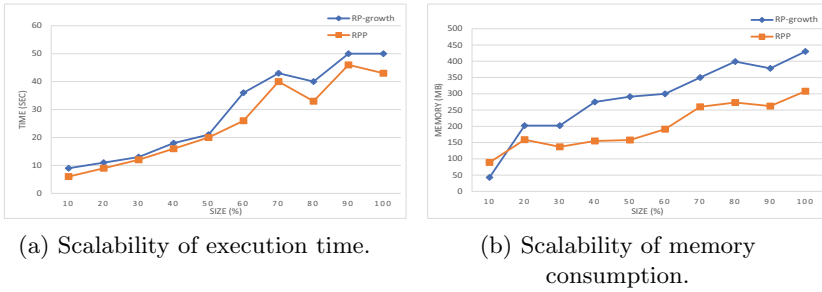 RP-growth
RPP
60
50
40
30
20
10
0
TIME (SEC)
10 20 30 40 50 60 70 80 90 100
SIZE (%)
(a) Scalability of execution time.
RP-growth
RPP
500
450
400
350
300
250
200
150
100
50
0
MEMORY (MB)
10 20 30 40 50 60 70 80 90 100
SIZE (%)
(b) Scalability of memory
consumption.